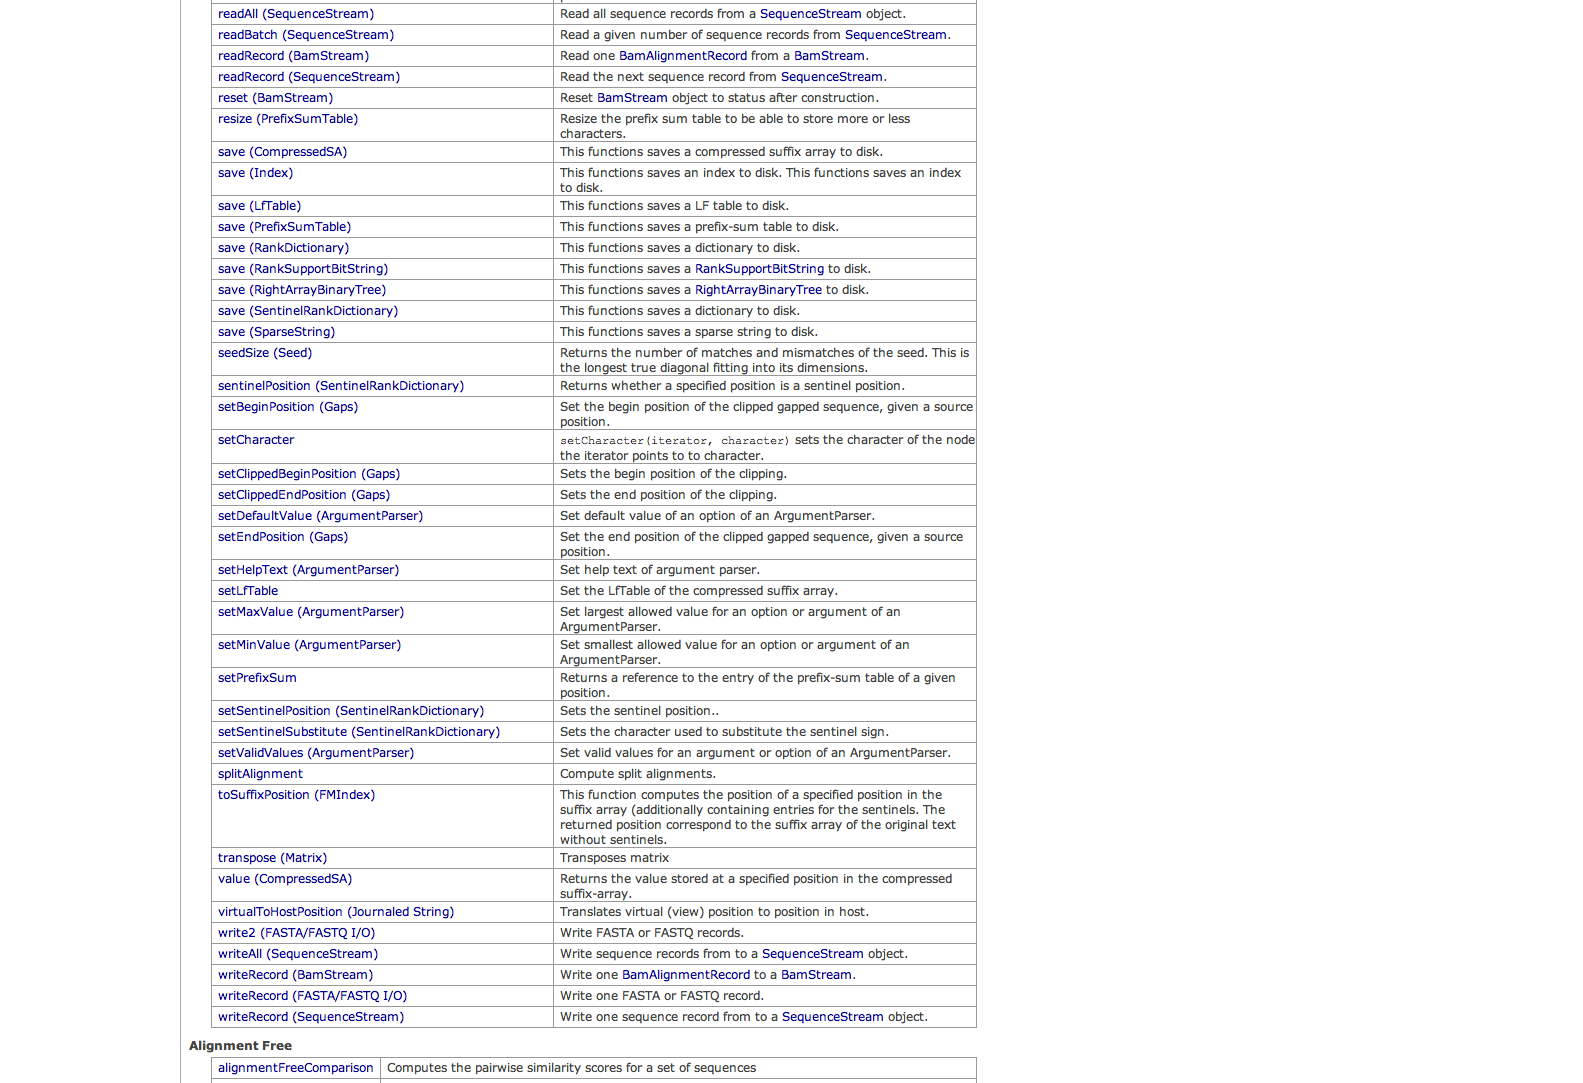 readAll (SequenceStream) Read all sequence records from a SequenceStream object.
readBatch (SequenceStream) Read a given number of sequence records from SequenceStream.
readRecord (BamStream) Read one BamAlignmentRecord from a BamStream.
readRecord (SequenceStream) Read the next sequence record from SequenceStream.
reset (BamStream) Reset BamStream object to status after construction.
resize (PrefixSumTable) Resize the prefix sum table to be able to store more or less
characters.
save (CompressedSA) This functions saves a compressed suffix array to disk.
save (Index) This functions saves an index to disk. This functions saves an index
to disk.
save (LfTable) This functions saves a LF table to disk.
save (PrefixSumTable) This functions saves a prefix-sum table to disk.
save (RankDictionary) This functions saves a dictionary to disk.
save (RankSupportBitString) This functions saves a RankSupportBitString to disk.
save (RightArrayBinaryTree) This functions saves a RightArrayBinaryTree to disk.
save (SentinelRankDictionary) This functions saves a dictionary to disk.
save (SparseString) This functions saves a sparse string to disk.
seedSize (Seed) Returns the number of matches and mismatches of the seed. This is
the longest true diagonal fitting into its dimensions.
sentinelPosition (SentinelRankDictionary) Returns whether a specified position is a sentinel position.
setBeginPosition (Gaps) Set the begin position of the clipped gapped sequence, given a source
position.
setCharacter setCharacter(iterator, character) sets the character of the node
the iterator points to to character.
setClippedBeginPosition (Gaps) Sets the begin position of the clipping.
setClippedEndPosition (Gaps) Sets the end position of the clipping.
setDefaultValue (ArgumentParser) Set default value of an option of an ArgumentParser.
setEndPosition (Gaps) Set the end position of the clipped gapped sequence, given a source
position.
setHelpText (ArgumentParser) Set help text of argument parser.
setLfTable Set the LfTable of the compressed suffix array.
setMaxValue (ArgumentParser) Set largest allowed value for an option or argument of an
ArgumentParser.
setMinValue (ArgumentParser) Set smallest allowed value for an option or argument of an
ArgumentParser.
setPrefixSum Returns a reference to the entry of the prefix-sum table of a given
position.
setSentinelPosition (SentinelRankDictionary) Sets the sentinel position..
setSentinelSubstitute (SentinelRankDictionary) Sets the character used to substitute the sentinel sign.
setValidValues (ArgumentParser) Set valid values for an argument or option of an ArgumentParser.
splitAlignment Compute split alignments.
toSuffixPosition (FMIndex) This function computes the position of a specified position in the
suffix array (additionally containing entries for the sentinels. The
returned position correspond to the suffix array of the original text
without sentinels.
transpose (Matrix) Transposes matrix
value (CompressedSA) Returns the value stored at a specified position in the compressed
suffix-array.
virtualToHostPosition (Journaled String) Translates virtual (view) position to position in host.
write2 (FASTA/FASTQ I/O) Write FASTA or FASTQ records.
writeAll (SequenceStream) Write sequence records from to a SequenceStream object.
writeRecord (BamStream) Write one BamAlignmentRecord to a BamStream.
writeRecord (FASTA/FASTQ I/O) Write one FASTA or FASTQ record.
writeRecord (SequenceStream) Write one sequence record from to a SequenceStream object.
Alignment Free
alignmentFreeComparison Computes the pairwise similarity scores for a set of sequences